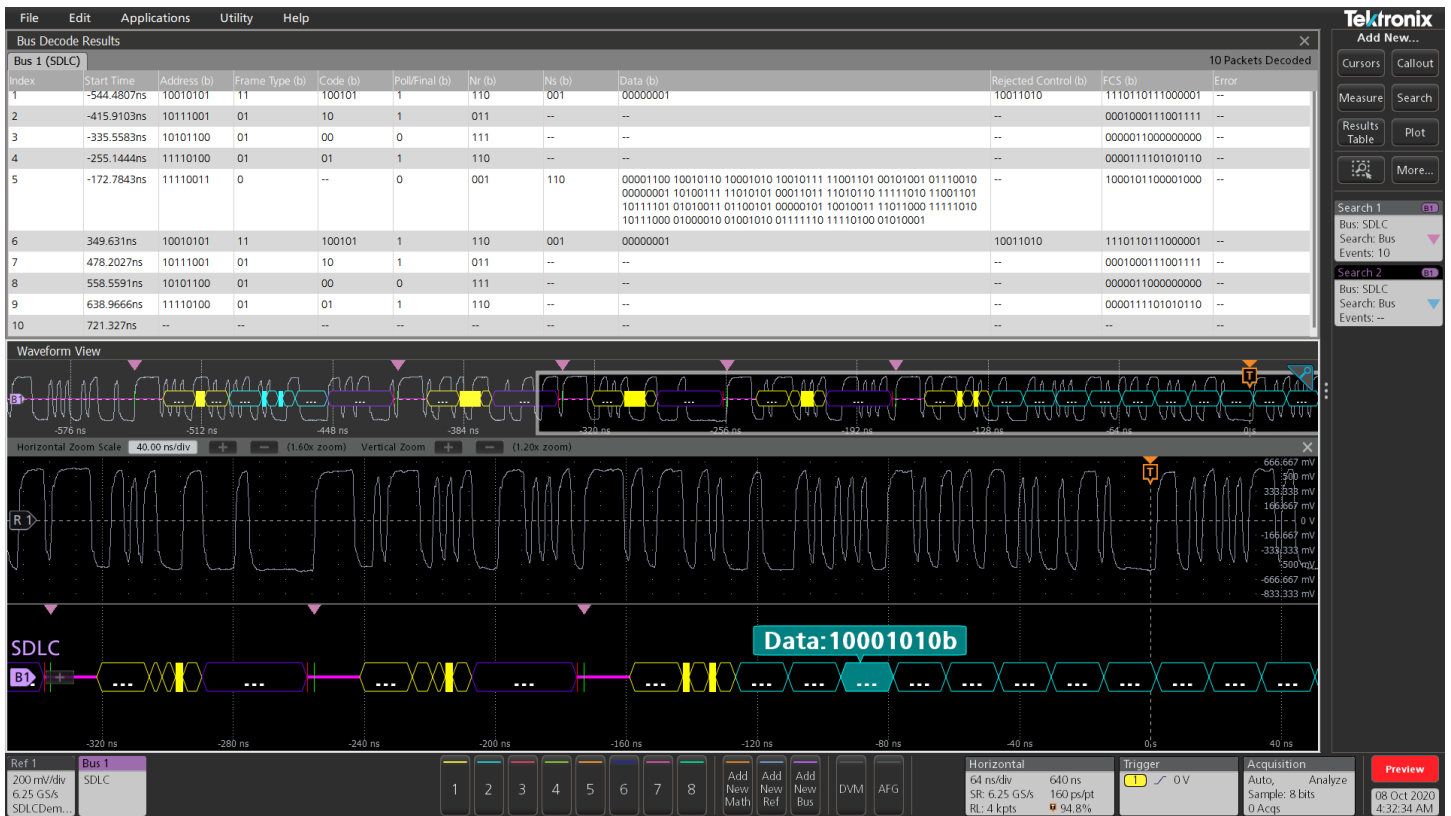 File Edit Applications Utility Help
Tektronix
Add New...
Bus Decode Results
Bus 1 (SDLC)
10 Packets Decoded
Index Start Time Address (b) Frame Type (b) Code (b) Poll/Final (b) Nr (b) Ns (b) Data (b) Rejected Control (b) FCS (b) Error
1 -544.4807ns 10010101 11 100101 1 110 001 00000001 10011010 1110110111000001 --
2 -415.9103ns 10111001 01 10 1 011 -- -- -- 0001000111001111 --
3 -335.5583ns 10101100 01 00 0 111 -- -- -- 0000011000000000 --
4 -255.1444ns 11110100 01 01 1 110 -- -- -- 0000111101010110 --
5 -172.7843ns 11110011 0 -- 0 001 110 00001100 10010110 10001010 10010111 11001101 00101001 01110010 -- 1000101100001000 --
00000001 10100111 11010101 00011011 11010110 11111010 11001101
10111101 01010011 01100101 00000101 10010011 11011000 11111010
10111000 01000010 01001010 01111110 11110100 01010001
6 349.631ns 10010101 11 100101 1 110 001 00000001 10011010 1110110111000001 --
7 478.2027ns 10111001 01 10 1 011 -- -- -- 0001000111001111 --
8 558.5591ns 10101100 01 00 0 111 -- -- -- 0000011000000000 --
9 638.9666ns 11110100 01 01 1 110 -- -- -- 0000111101010110 --
10 721.327ns -- -- -- -- -- -- -- -- -- --
Cursors Callout
Measure Search
Results Table Plot
More...
Search 1 B1
Bus: SDLC
Search: Bus
Events: 10
Search 2 B1
Bus: SDLC
Search: Bus
Events: --
Waveform View
T
B1
... ... ... ... ... ... ... ... ... ...
-576 ns -512 ns -448 ns -384 ns -320 ns -256 ns -192 ns -128 ns -64 ns 0 s
Horizontal Zoom Scale 40.00 ns/div + − (1.60x zoom) Vertical Zoom + − (1.20x zoom)
T
666.667 mV
500 mV
333.333 mV
166.667 mV
R 1
0 V
-166.667 mV
-333.333 mV
-500 mV
-666.667 mV
-833.333 mV
SDLC
Data:10001010b
B1
+
... ... ... ... ... ... ... ... ... ... ... ... ... ... ...
-320 ns -280 ns -240 ns -200 ns -160 ns -120 ns -80 ns -40 ns 0 s 40 ns
Ref 1
200 mV/div
6.25 GS/s
SDLCDem...
Bus 1
SDLC
1 2 3 4 5 6 7 8
Add New Math
Add New Ref
Add New Bus
DVM AFG
Horizontal
64 ns/div 640 ns
SR: 6.25 GS/s 160 ps/pt
RL: 4 kpts 94.8%
Trigger
1 0 V
Acquisition
Auto, Analyze
Sample: 8 bits
0 Acqs
Preview
08 Oct 2020
4:32:34 AM